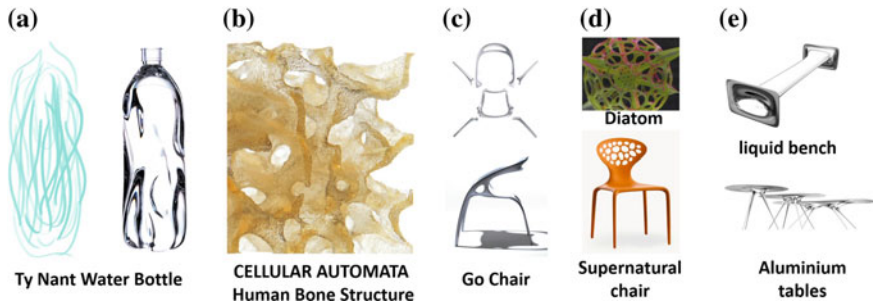 (a)
(b)
(c)
(d)
(e)
Diatom
liquid bench
Ty Nant Water Bottle
CELLULAR AUTOMATA
Human Bone Structure
Go Chair
Supernatural
chair
Aluminium
tables